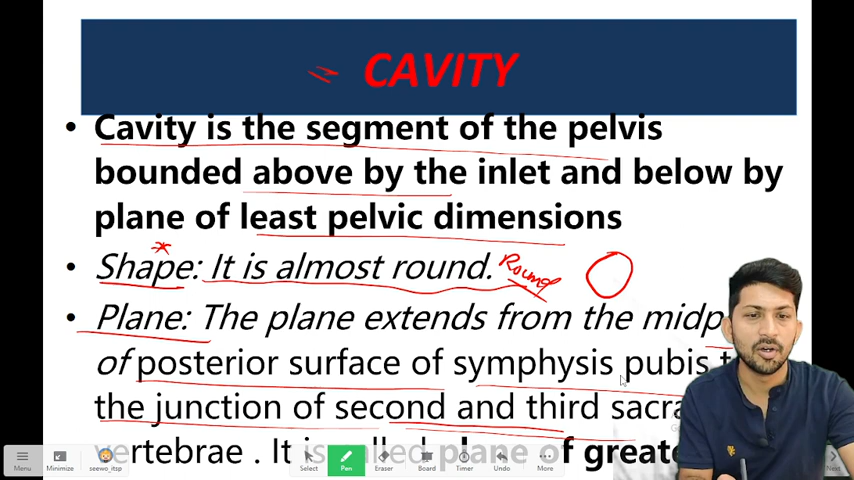 CAVITY
• Cavity is the segment of the pelvis
bounded above by the inlet and below by
plane of least pelvic dimensions
• Shape: It is almost round. Round
• Plane: The plane extends from the midp
of posterior surface of symphysis pubis t
the junction of second and third sacra
vertebrae . It is called plane of greate
Menu Minimize seewo_itsp Select Pen Eraser Board Timer Undo More Next